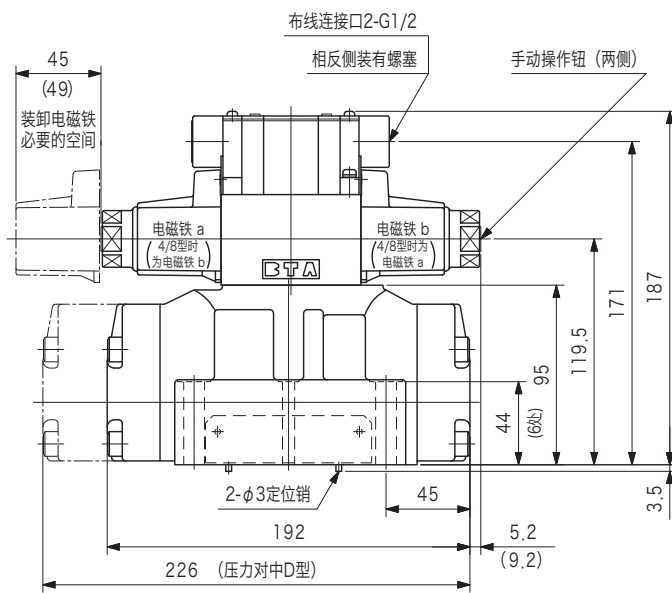 布线连接口2-G1/2
相反侧装有螺塞
手动操作钮（两侧）
45
(49)
装卸电磁铁
必要的空间
电磁铁 a
(4/8型时
为电磁铁 b)
电磁铁 b
(4/8型时为
电磁铁 a)
BTA
187
171
119.5
95
44
(6处)
3.5
2-φ3定位销
45
192
5.2
(9.2)
226 （压力对中D型）